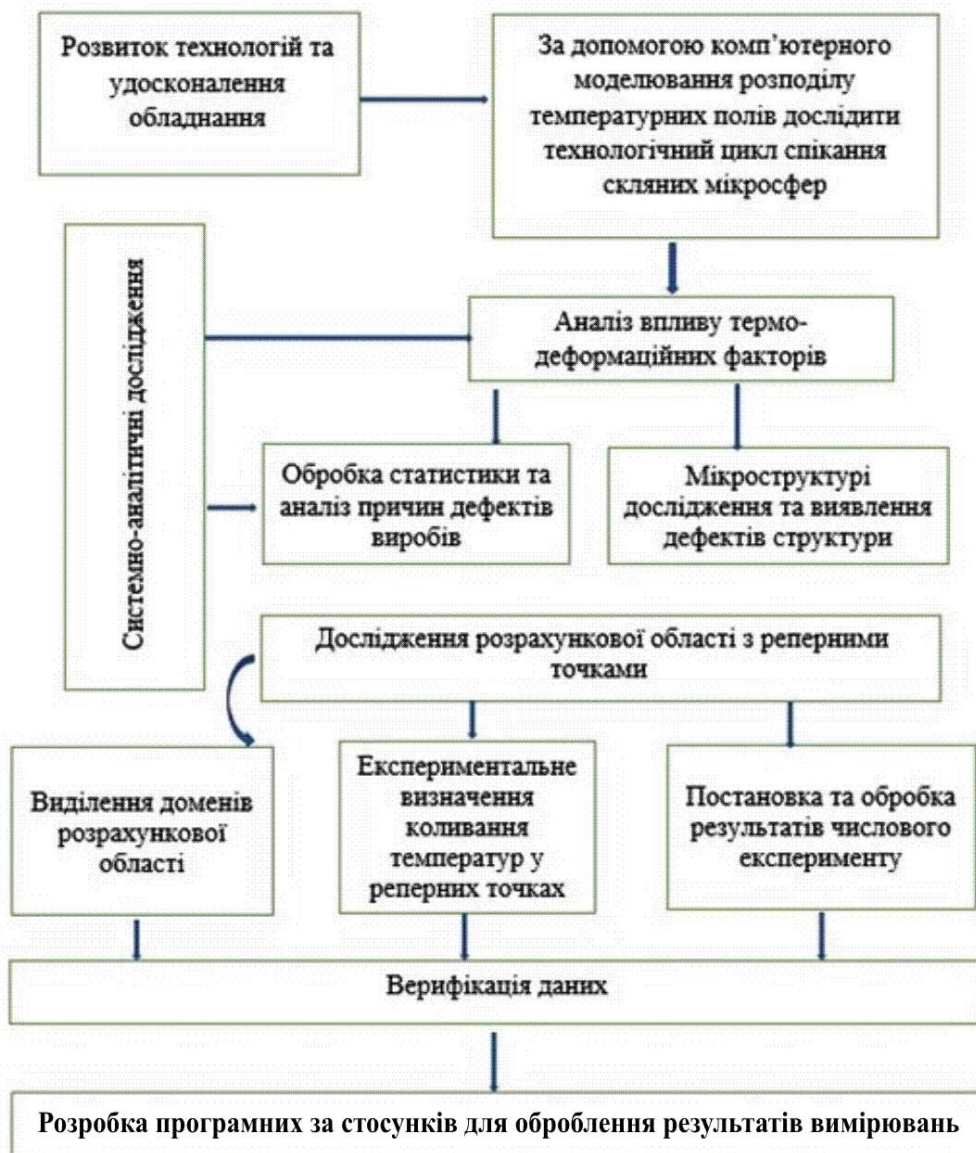 Розвиток технологій та
удосконалення
обладнання
За допомогою комп’ютерного
моделювання розподілу
температурних полів дослідити
технологічний цикл спікання
скляних мікросфер
Системно-аналітичні дослідження
Аналіз впливу термо-
деформаційних факторів
Обробка статистики та
аналіз причин дефектів
виробів
Мікроструктурі
дослідження та виявлення
дефектів структури
Дослідження розрахункової області з реперними
точками
Виділення доменів
розрахункової
області
Експериментальне
визначення
коливання
температур у
реперних точках
Постановка та обробка
результатів числового
експерименту
Верифікація даних
Розробка програмних за стосунків для оброблення результатів вимірювань